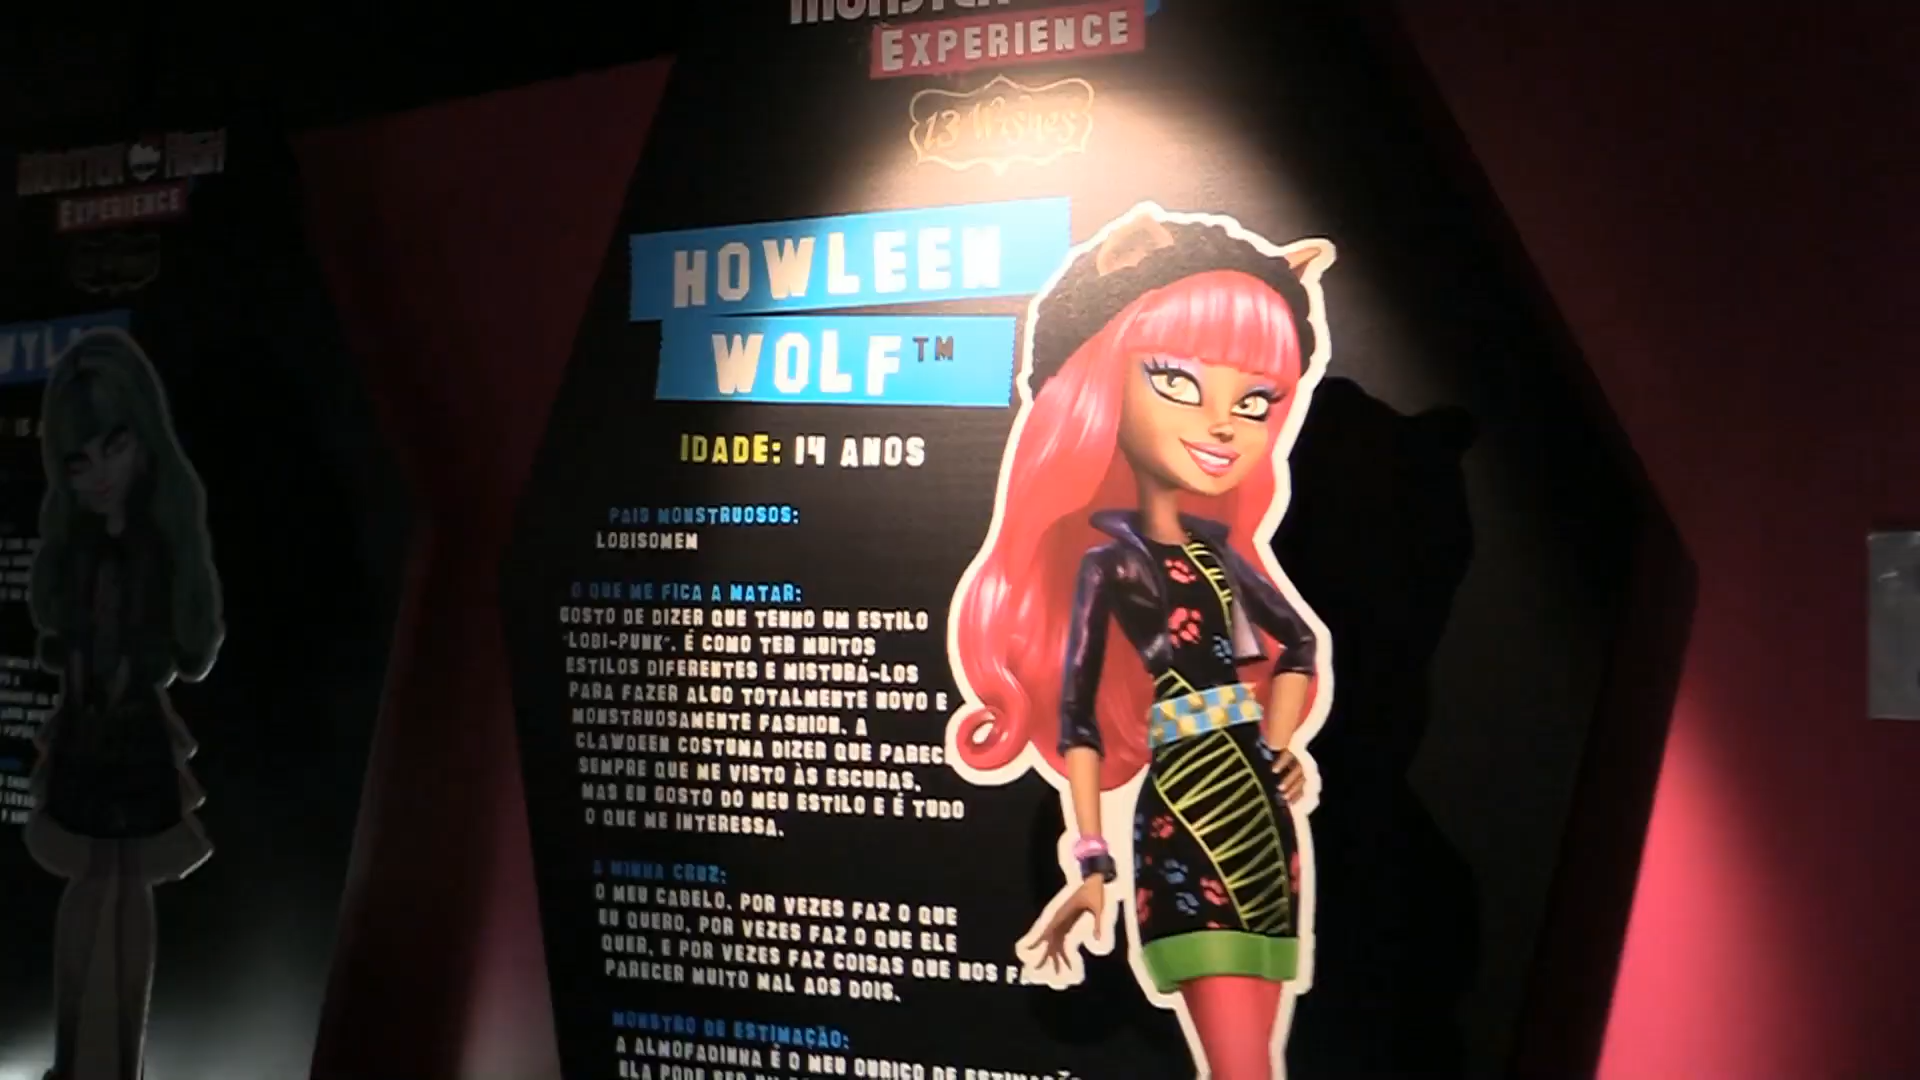 MONSTER HIGH
EXPERIENCE
EXPERIENCE
13 Wishes
HOWLEEN
WOLF™
IDADE: 14 ANOS
PAIS MONSTRUOSOS:
LOBISOMEM
O QUE ME FICA A MATAR:
GOSTO DE DIZER QUE TENHO UM ESTILO
"LOBI-PUNK". É COMO TER MUITOS
ESTILOS DIFERENTES E MISTURÁ-LOS
PARA FAZER ALGO TOTALMENTE NOVO E
MONSTRUOSAMENTE FASHION. A
CLAWDEEN COSTUMA DIZER QUE PAREC
SEMPRE QUE ME VISTO ÀS ESCURAS.
MAS EU GOSTO DO MEU ESTILO E É TUDO
O QUE ME INTERESSA.
A MINHA CRUZ:
O MEU CABELO. POR VEZES FAZ O QUE
EU QUERO, POR VEZES FAZ O QUE ELE
QUER, E POR VEZES FAZ COISAS QUE NOS FA
PARECER MUITO MAL AOS DOIS.
MONSTRO DE ESTIMAÇÃO:
A ALMOFADINHA É O MEU OURIÇO DE ESTIMAÇÃO
ELA PODE SER